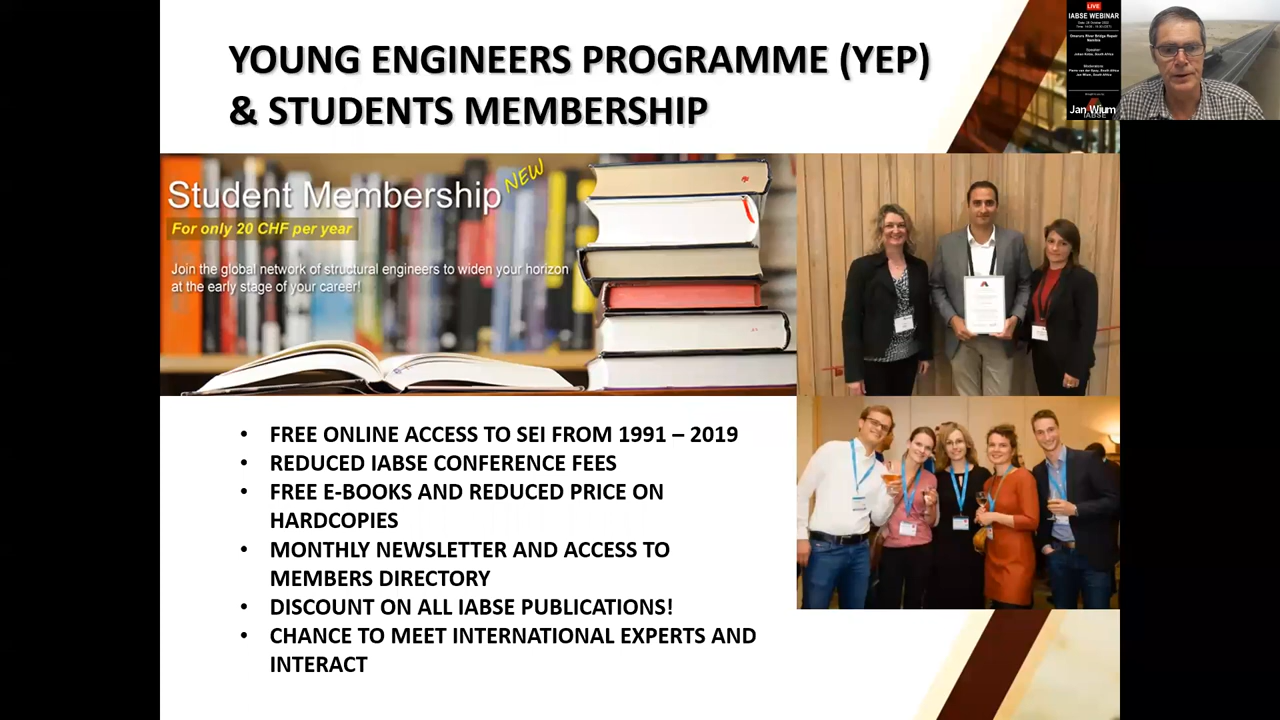 YOUNG ENGINEERS PROGRAMME (YEP)
& STUDENTS MEMBERSHIP
LIVE
IABSE WEBINAR
Jan Wium
IABSE
Student Membership NEW
For only 20 CHF per year
Join the global network of structural engineers to widen your horizon
at the early stage of your career!
• FREE ONLINE ACCESS TO SEI FROM 1991 – 2019
• REDUCED IABSE CONFERENCE FEES
• FREE E-BOOKS AND REDUCED PRICE ON
HARDCOPIES
• MONTHLY NEWSLETTER AND ACCESS TO
MEMBERS DIRECTORY
• DISCOUNT ON ALL IABSE PUBLICATIONS!
• CHANCE TO MEET INTERNATIONAL EXPERTS AND
INTERACT